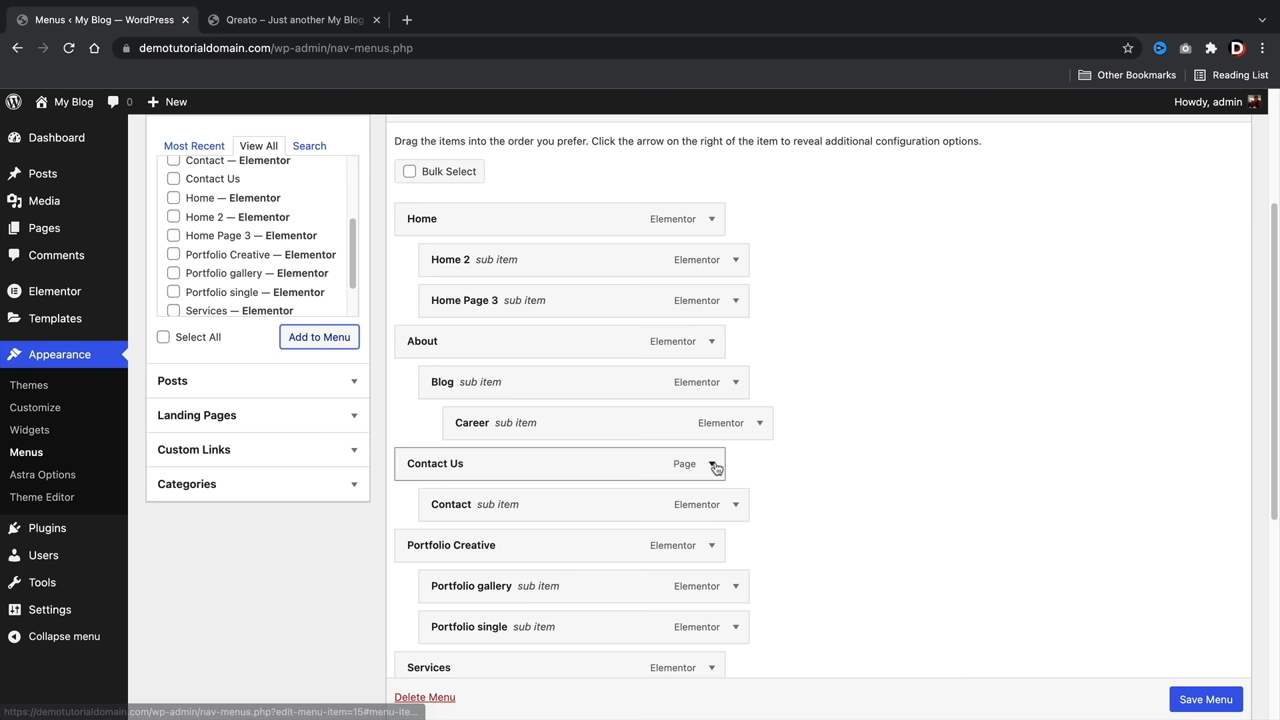 Menus ‹ My Blog — WordPress
Qreato – Just another My Blog
demotutorialdomain.com/wp-admin/nav-menus.php
D
Other Bookmarks
Reading List
My Blog
0
New
Howdy, admin
Dashboard
Posts
Media
Pages
Comments
Elementor
Templates
Appearance
Themes
Customize
Widgets
Menus
Astra Options
Theme Editor
Plugins
Users
Tools
Settings
Collapse menu
Most Recent
View All
Search
Contact — Elementor
Contact Us
Home — Elementor
Home 2 — Elementor
Home Page 3 — Elementor
Portfolio Creative — Elementor
Portfolio gallery — Elementor
Portfolio single — Elementor
Services — Elementor
Select All
Add to Menu
Posts
Landing Pages
Custom Links
Categories
Drag the items into the order you prefer. Click the arrow on the right of the item to reveal additional configuration options.
Bulk Select
Home Elementor
Home 2 sub item Elementor
Home Page 3 sub item Elementor
About Elementor
Blog sub item Elementor
Career sub item Elementor
Contact Us Page
Contact sub item Elementor
Portfolio Creative Elementor
Portfolio gallery sub item Elementor
Portfolio single sub item Elementor
Services Elementor
Delete Menu
Save Menu
https://demotutorialdomain.com/wp-admin/nav-menus.php?edit-menu-item=15#menu-ite...